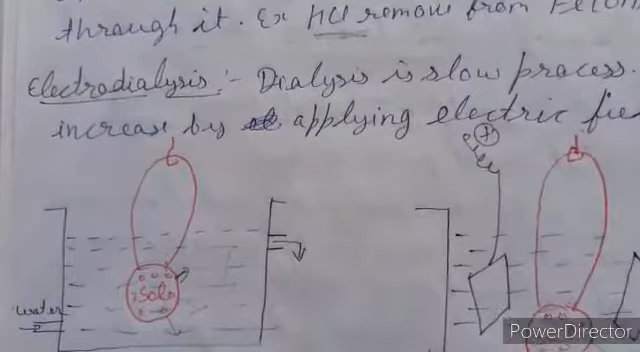 through it. Ex HCl remove from
Electrodialysis :- Dialysis is slow process.
increase by applying electric
+
Sol
water
PowerDirector